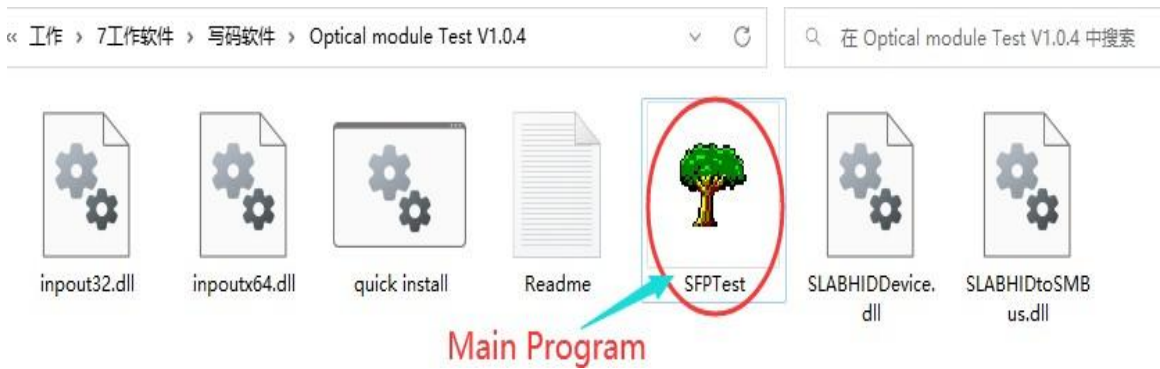 « 工作 › 7工作软件 › 写码软件 › Optical module Test V1.0.4
在 Optical module Test V1.0.4 中搜索
inpout32.dll
inpoutx64.dll
quick install
Readme
SFPTest
SLABHIDDevice.
dll
SLABHIDtoSMB
us.dll
Main Program